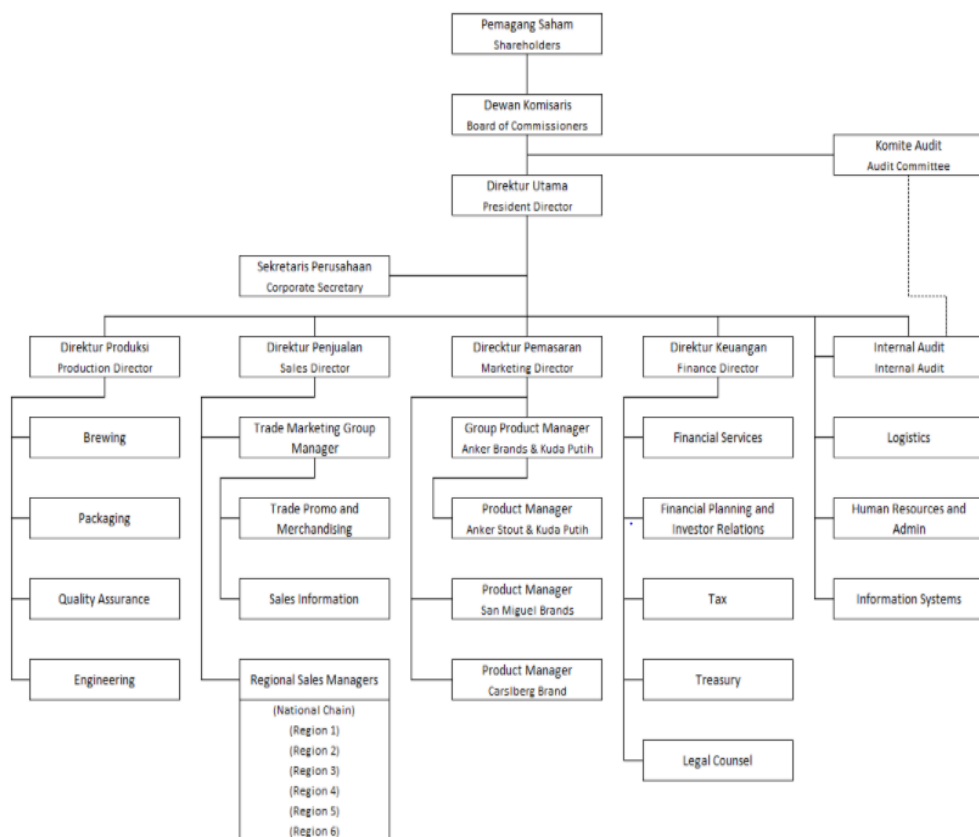 Pemagang Saham
Shareholders
Dewan Komisaris
Board of Commissioners
Komite Audit
Audit Committee
Direktur Utama
President Director
Sekretaris Perusahaan
Corporate Secretary
Direktur Produksi
Production Director
Direktur Penjualan
Sales Director
Direcktur Pemasaran
Marketing Director
Direktur Keuangan
Finance Director
Internal Audit
Internal Audit
Brewing
Trade Marketing Group
Manager
Group Product Manager
Anker Brands & Kuda Putih
Financial Services
Logistics
Packaging
Trade Promo and
Merchandising
Product Manager
Anker Stout & Kuda Putih
Financial Planning and
Investor Relations
Human Resources and
Admin
Quality Assurance
Sales Information
Product Manager
San Miguel Brands
Tax
Information Systems
Engineering
Regional Sales Managers
(National Chain)
(Region 1)
(Region 2)
(Region 3)
(Region 4)
(Region 5)
(Region 6)
Product Manager
Carslberg Brand
Treasury
Legal Counsel